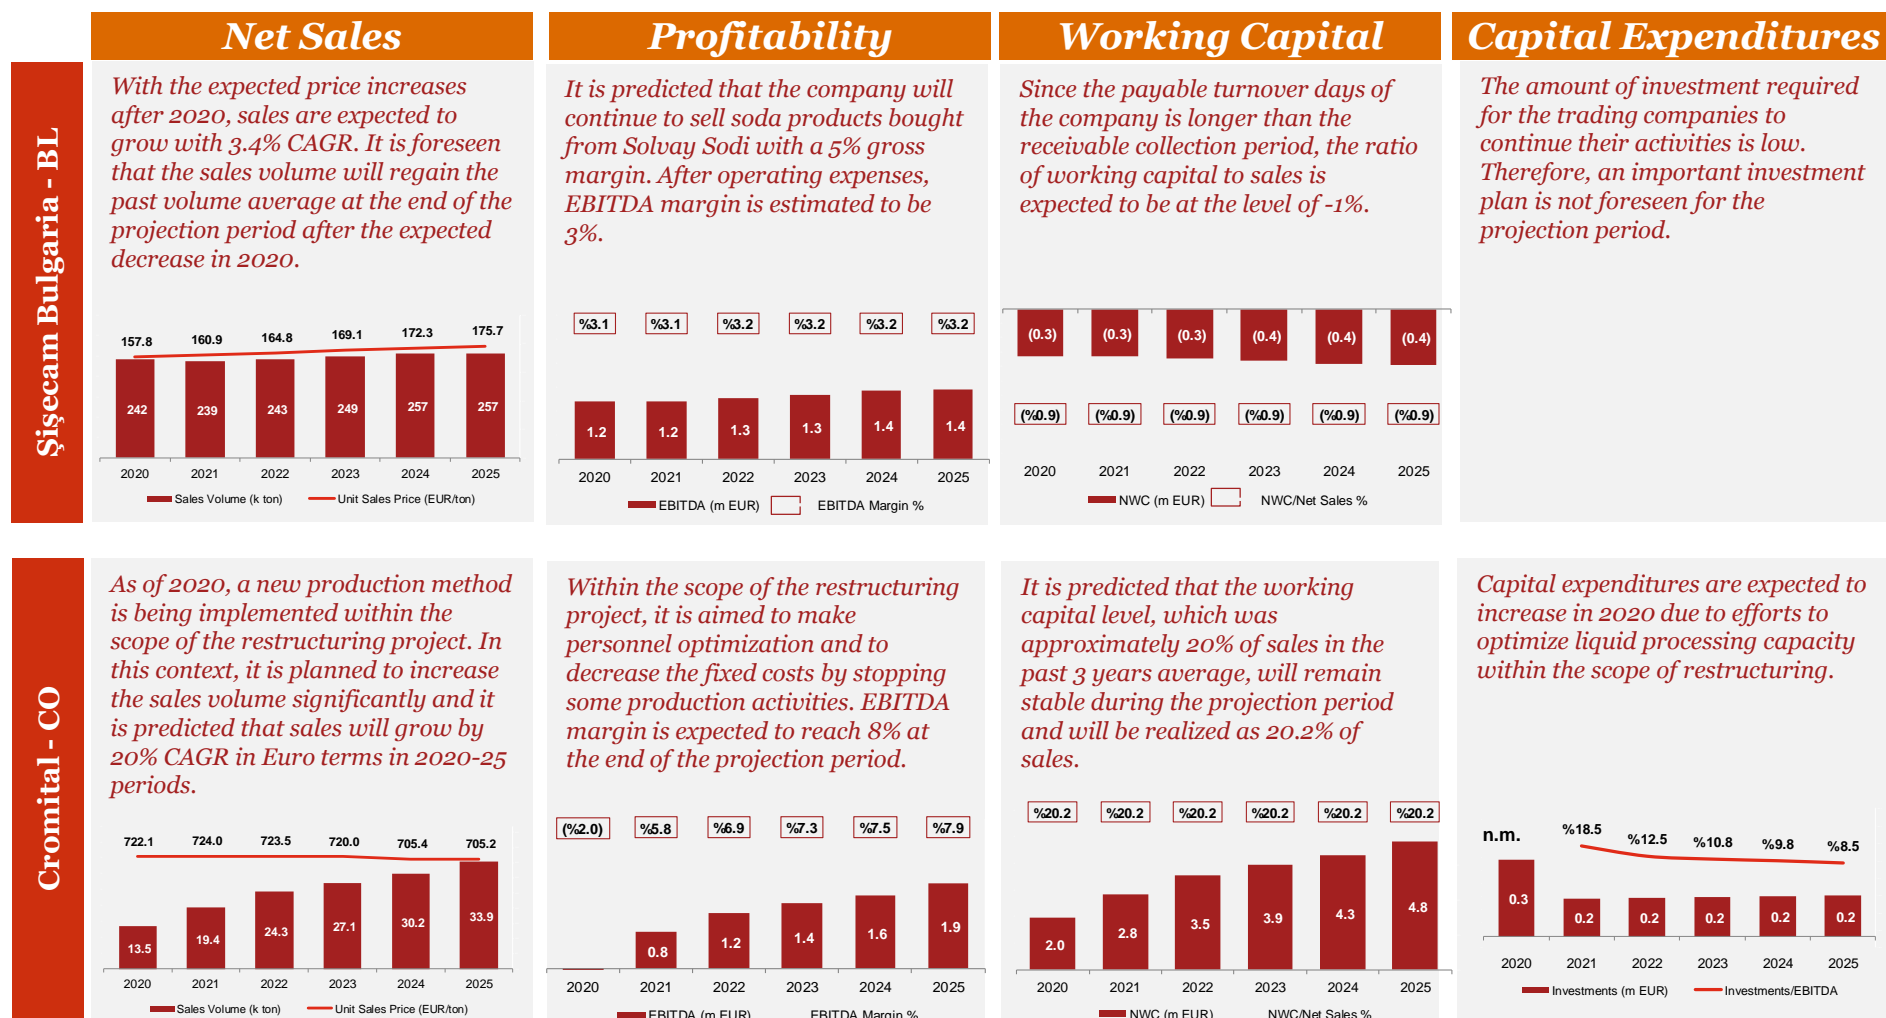 Net Sales
Profitability
Working Capital
Capital Expenditures
Şişecam Bulgaria - BL
With the expected price increases
after 2020, sales are expected to
grow with 3.4% CAGR. It is foreseen
that the sales volume will regain the
past volume average at the end of the
projection period after the expected
decrease in 2020.
157.8 160.9 164.8 169.1 172.3 175.7
242 239 243 249 257 257
2020 2021 2022 2023 2024 2025
Sales Volume (k ton) Unit Sales Price (EUR/ton)
It is predicted that the company will
continue to sell soda products bought
from Solvay Sodi with a 5% gross
margin. After operating expenses,
EBITDA margin is estimated to be
3%.
%3.1 %3.1 %3.2 %3.2 %3.2 %3.2
1.2 1.2 1.3 1.3 1.4 1.4
2020 2021 2022 2023 2024 2025
EBITDA (m EUR) EBITDA Margin %
Since the payable turnover days of
the company is longer than the
receivable collection period, the ratio
of working capital to sales is
expected to be at the level of -1%.
(0.3) (0.3) (0.3) (0.4) (0.4) (0.4)
(%0.9) (%0.9) (%0.9) (%0.9) (%0.9) (%0.9)
2020 2021 2022 2023 2024 2025
NWC (m EUR) NWC/Net Sales %
The amount of investment required
for the trading companies to
continue their activities is low.
Therefore, an important investment
plan is not foreseen for the
projection period.
Cromital - CO
As of 2020, a new production method
is being implemented within the
scope of the restructuring project. In
this context, it is planned to increase
the sales volume significantly and it
is predicted that sales will grow by
20% CAGR in Euro terms in 2020-25
periods.
722.1 724.0 723.5 720.0 705.4 705.2
13.5 19.4 24.3 27.1 30.2 33.9
2020 2021 2022 2023 2024 2025
Sales Volume (k ton) Unit Sales Price (EUR/ton)
Within the scope of the restructuring
project, it is aimed to make
personnel optimization and to
decrease the fixed costs by stopping
some production activities. EBITDA
margin is expected to reach 8% at
the end of the projection period.
(%2.0) %5.8 %6.9 %7.3 %7.5 %7.9
0.8 1.2 1.4 1.6 1.9
2020 2021 2022 2023 2024 2025
EBITDA (m EUR) EBITDA Margin %
It is predicted that the working
capital level, which was
approximately 20% of sales in the
past 3 years average, will remain
stable during the projection period
and will be realized as 20.2% of
sales.
%20.2 %20.2 %20.2 %20.2 %20.2 %20.2
2.0 2.8 3.5 3.9 4.3 4.8
2020 2021 2022 2023 2024 2025
NWC (m EUR) NWC/Net Sales %
Capital expenditures are expected to
increase in 2020 due to efforts to
optimize liquid processing capacity
within the scope of restructuring.
n.m. %18.5 %12.5 %10.8 %9.8 %8.5
0.3 0.2 0.2 0.2 0.2 0.2
2020 2021 2022 2023 2024 2025
Investments (m EUR) Investments/EBITDA